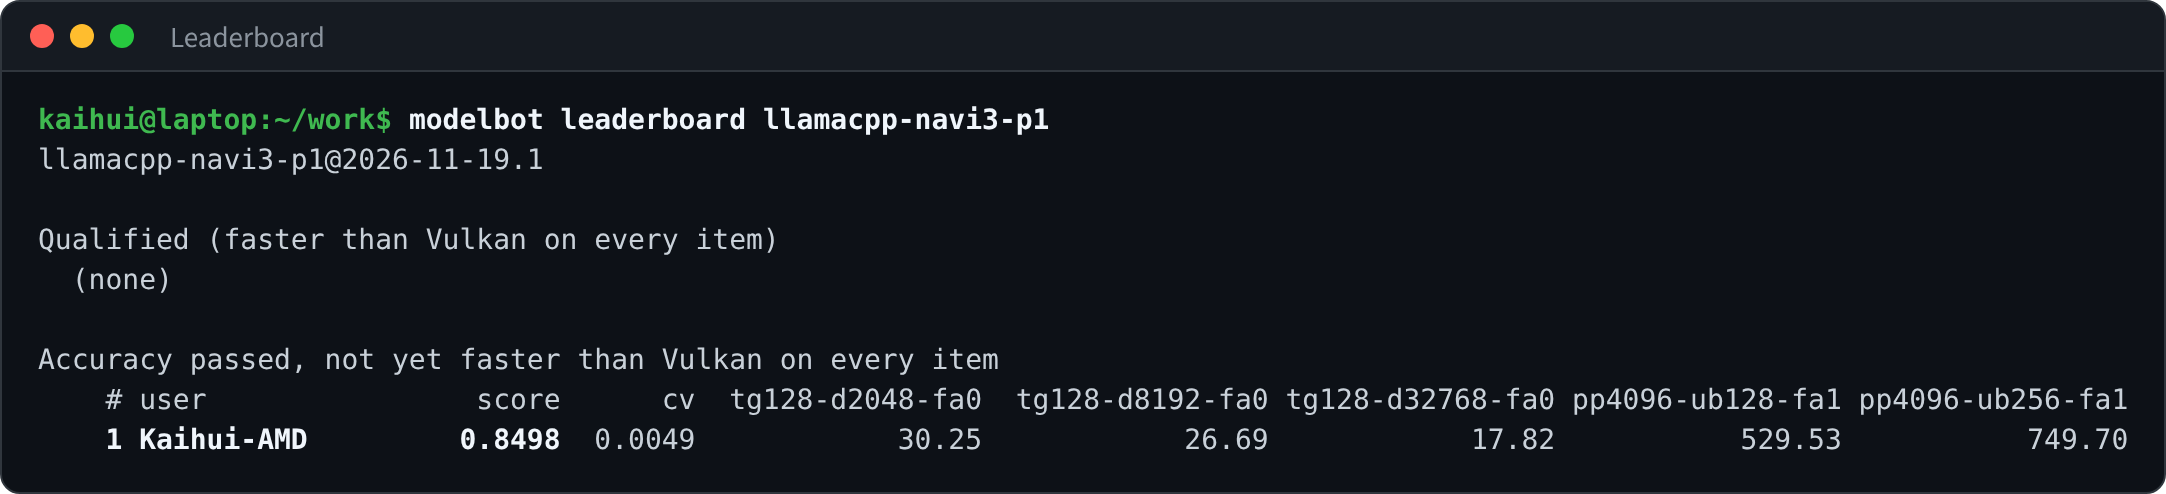 Leaderboard
kaihui@laptop:~/work$ modelbot leaderboard llamacpp-navi3-p1
llamacpp-navi3-p1@2026-11-19.1
Qualified (faster than Vulkan on every item)
(none)
Accuracy passed, not yet faster than Vulkan on every item
# user score cv tg128-d2048-fa0 tg128-d8192-fa0 tg128-d32768-fa0 pp4096-ub128-fa1 pp4096-ub256-fa1
1 Kaihui-AMD 0.8498 0.0049 30.25 26.69 17.82 529.53 749.70